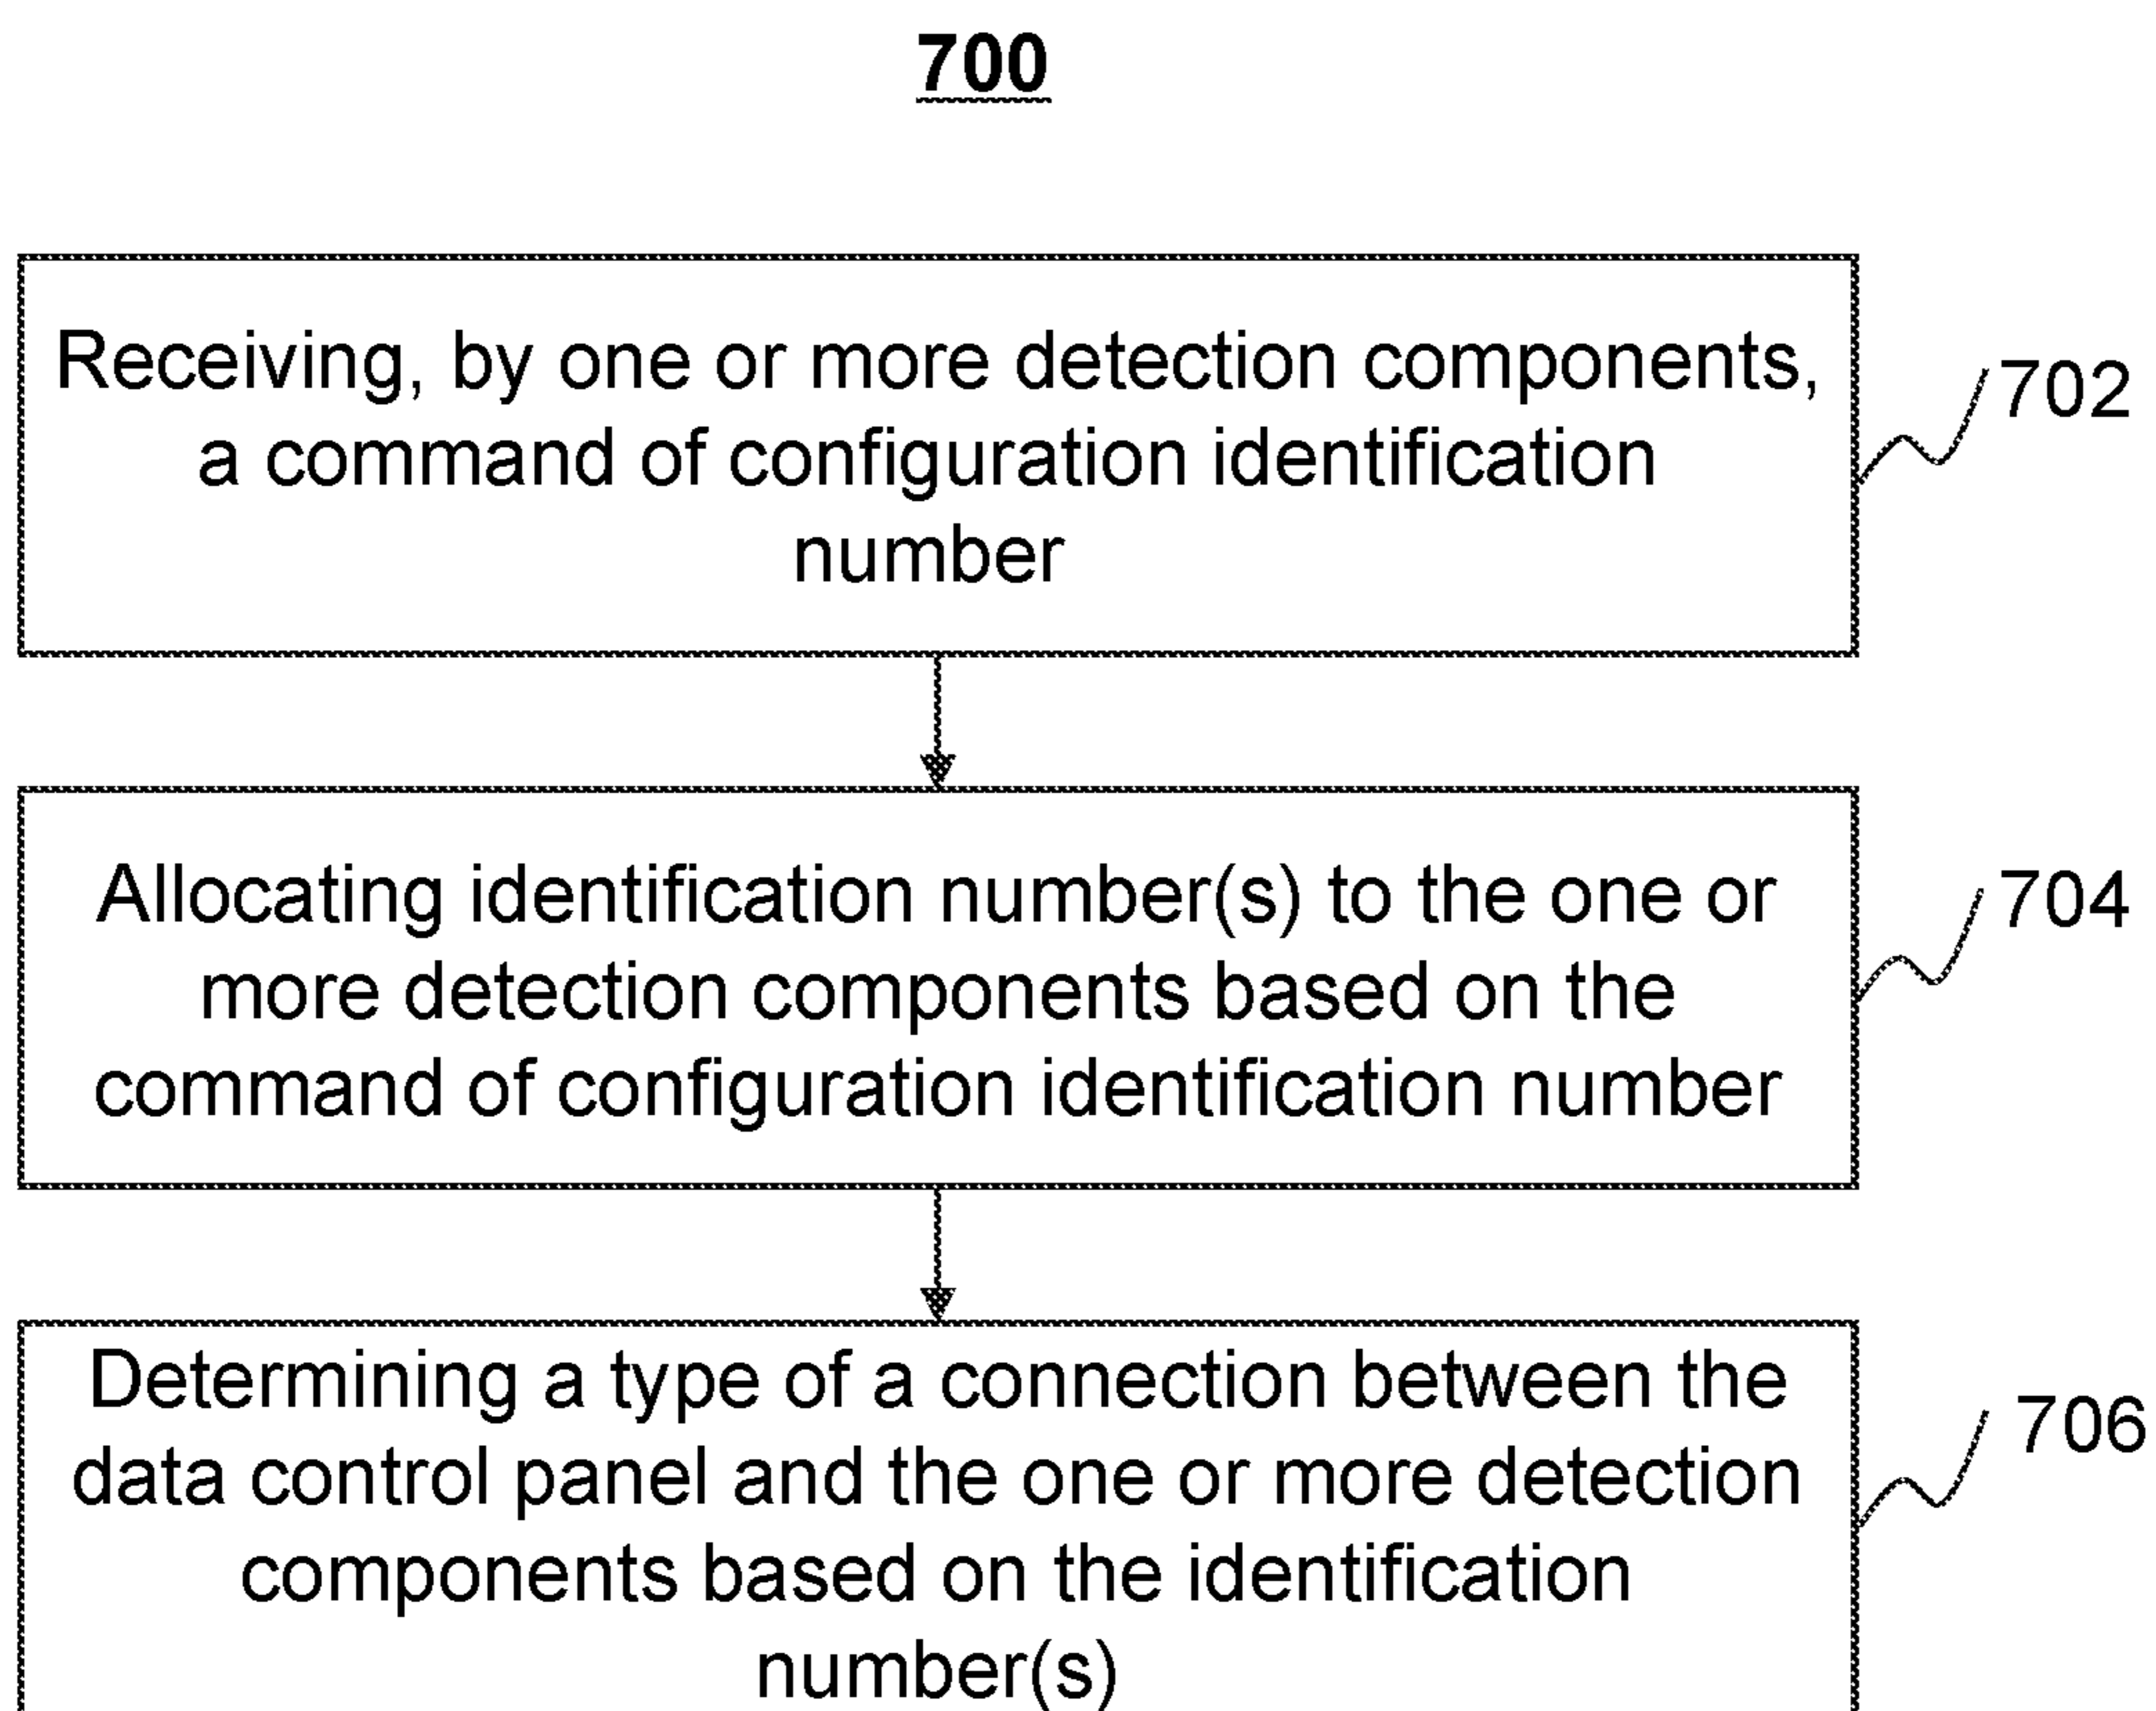 700
Receiving, by one or more detection components,
a command of configuration identification
number
702
Allocating identification number(s) to the one or
more detection components based on the
command of configuration identification number
704
Determining a type of a connection between the
data control panel and the one or more detection
components based on the identification
number(s)
706